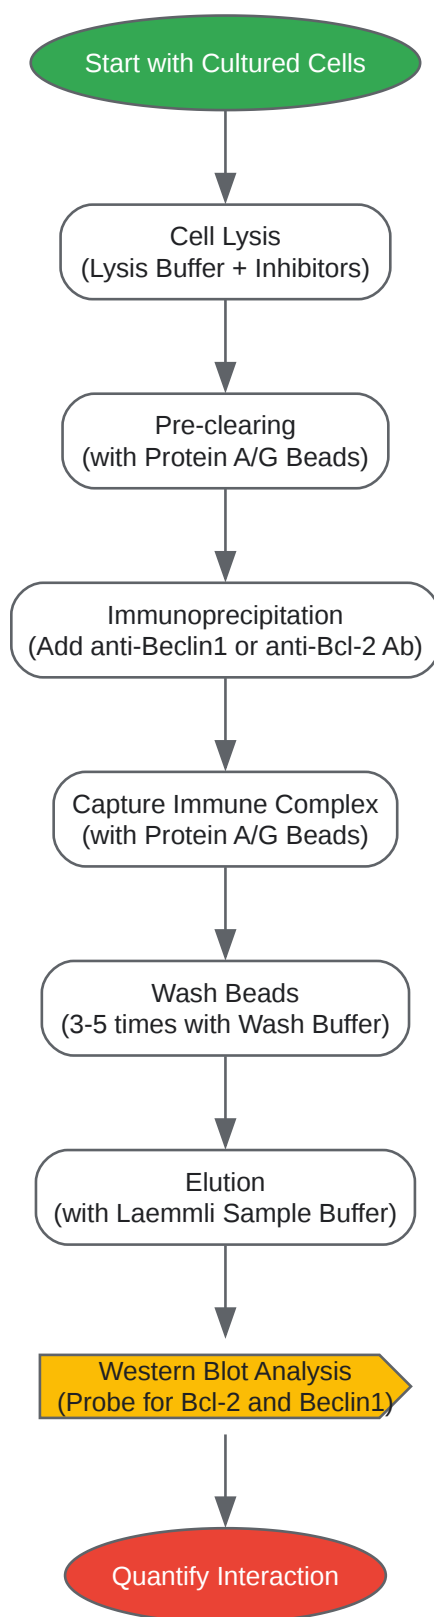 Start with Cultured Cells
Cell Lysis
(Lysis Buffer + Inhibitors)
Pre-clearing
(with Protein A/G Beads)
Immunoprecipitation
(Add anti-Beclin1 or anti-Bcl-2 Ab)
Capture Immune Complex
(with Protein A/G Beads)
Wash Beads
(3-5 times with Wash Buffer)
Elution
(with Laemmli Sample Buffer)
Western Blot Analysis
(Probe for Bcl-2 and Beclin1)
Quantify Interaction